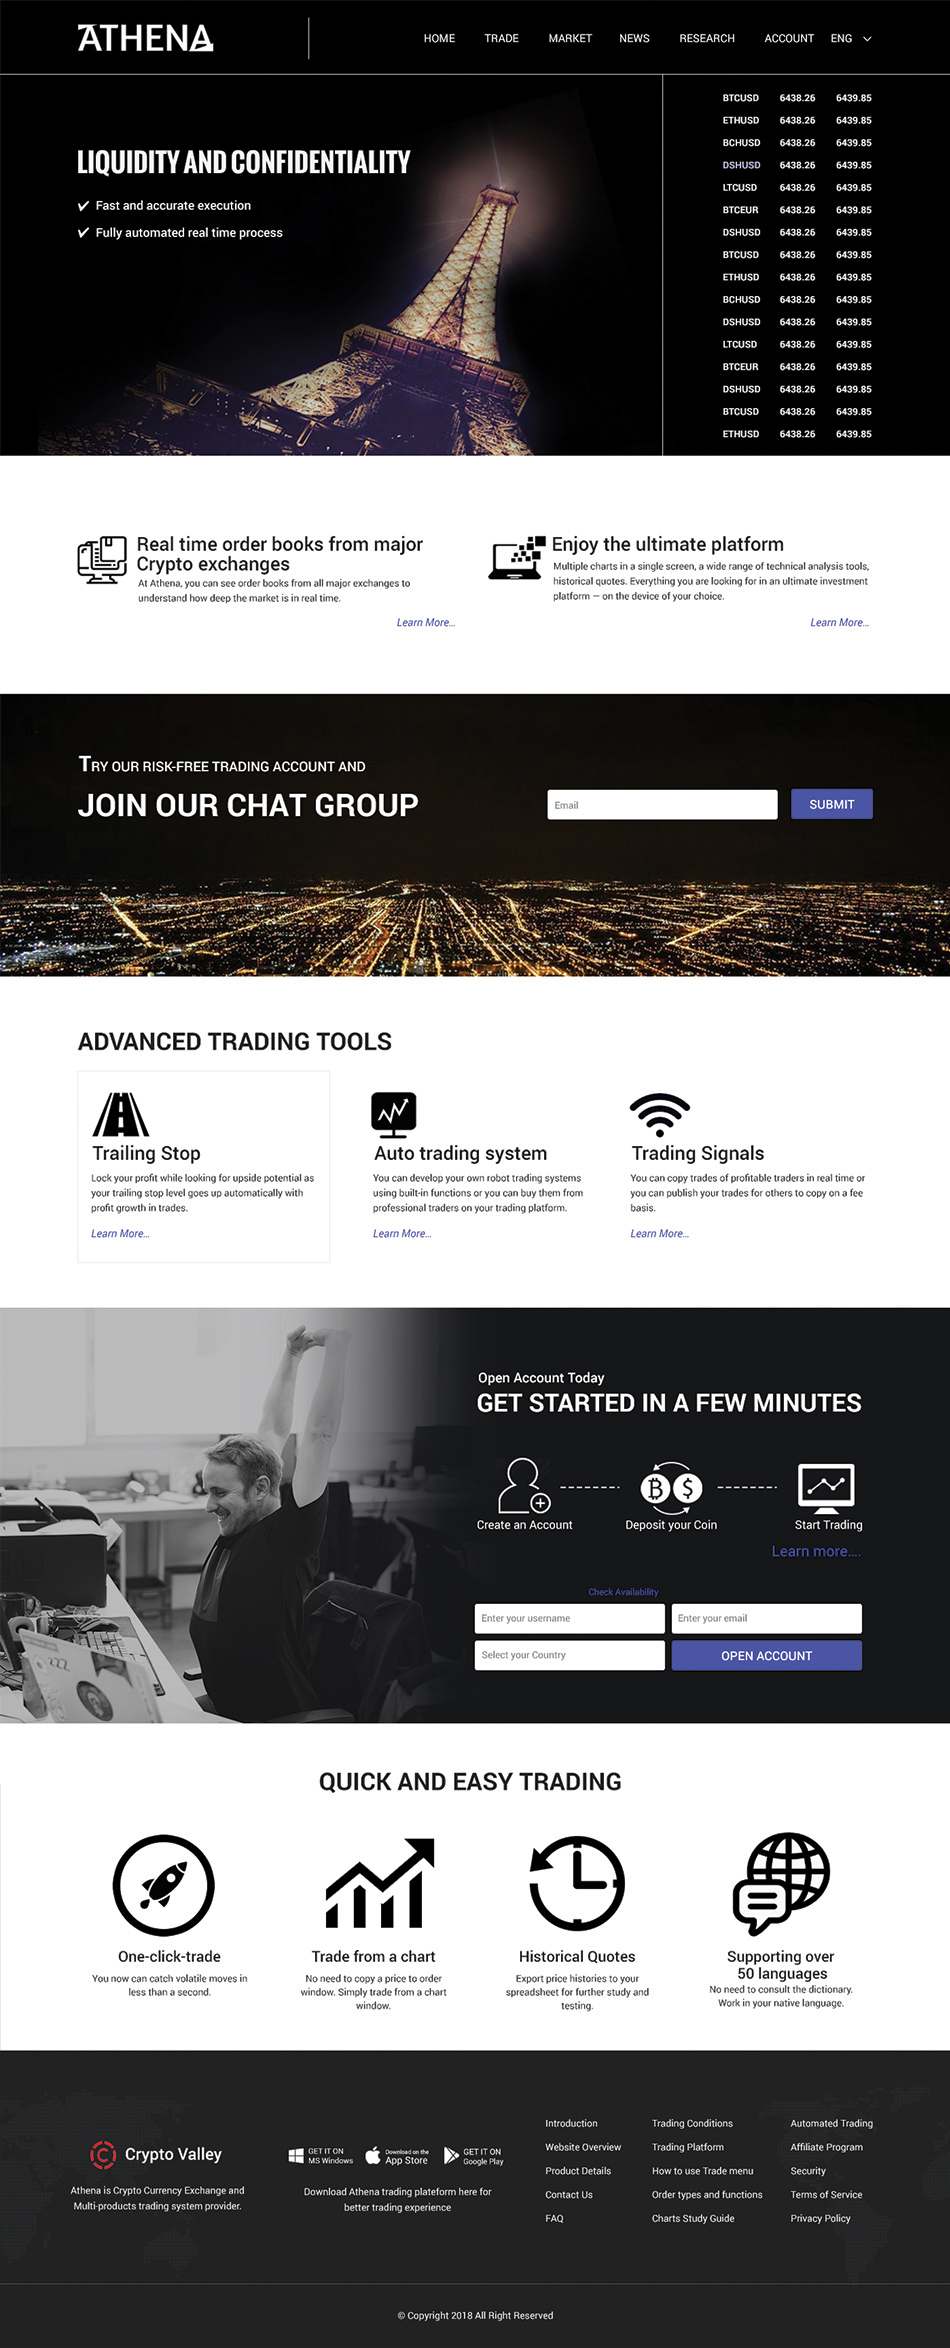 ATHENA
HOME TRADE MARKET NEWS RESEARCH ACCOUNT ENG
LIQUIDITY AND CONFIDENTIALITY
✔ Fast and accurate execution
✔ Fully automated real time process
BTCUSD 6438.26 6439.85
ETHUSD 6438.26 6439.85
BCHUSD 6438.26 6439.85
DSHUSD 6438.26 6439.85
LTCUSD 6438.26 6439.85
BTCEUR 6438.26 6439.85
DSHUSD 6438.26 6439.85
BTCUSD 6438.26 6439.85
ETHUSD 6438.26 6439.85
BCHUSD 6438.26 6439.85
DSHUSD 6438.26 6439.85
LTCUSD 6438.26 6439.85
BTCEUR 6438.26 6439.85
DSHUSD 6438.26 6439.85
BTCUSD 6438.26 6439.85
ETHUSD 6438.26 6439.85
Real time order books from major
Crypto exchanges
At Athena, you can see order books from all major exchanges to
understand how deep the market is in real time.
Learn More...
Enjoy the ultimate platform
Multiple charts in a single screen, a wide range of technical analysis tools,
historical quotes. Everything you are looking for in an ultimate investment
platform — on the device of your choice.
Learn More...
TRY OUR RISK-FREE TRADING ACCOUNT AND
JOIN OUR CHAT GROUP
Email
SUBMIT
ADVANCED TRADING TOOLS
Trailing Stop
Lock your profit while looking for upside potential as
your trailing stop level goes up automatically with
profit growth in trades.
Learn More...
Auto trading system
You can develop your own robot trading systems
using built-in functions or you can buy them from
professional traders on your trading platform.
Learn More...
Trading Signals
You can copy trades of profitable traders in real time or
you can publish your trades for others to copy on a fee
basis.
Learn More...
Open Account Today
GET STARTED IN A FEW MINUTES
Create an Account
Deposit your Coin
Start Trading
Learn more....
Check Availability
Enter your username
Enter your email
Select your Country
OPEN ACCOUNT
QUICK AND EASY TRADING
One-click-trade
You now can catch volatile moves in
less than a second.
Trade from a chart
No need to copy a price to order
window. Simply trade from a chart
window.
Historical Quotes
Export price histories to your
spreadsheet for further study and
testing.
Supporting over
50 languages
No need to consult the dictionary.
Work in your native language.
Crypto Valley
Athena is Crypto Currency Exchange and
Multi-products trading system provider.
GET IT ON
MS Windows
Download on the
App Store
GET IT ON
Google Play
Download Athena trading plateform here for
better trading experience
Introduction
Website Overview
Product Details
Contact Us
FAQ
Trading Conditions
Trading Platform
How to use Trade menu
Order types and functions
Charts Study Guide
Automated Trading
Affiliate Program
Security
Terms of Service
Privacy Policy
© Copyright 2018 All Right Reserved